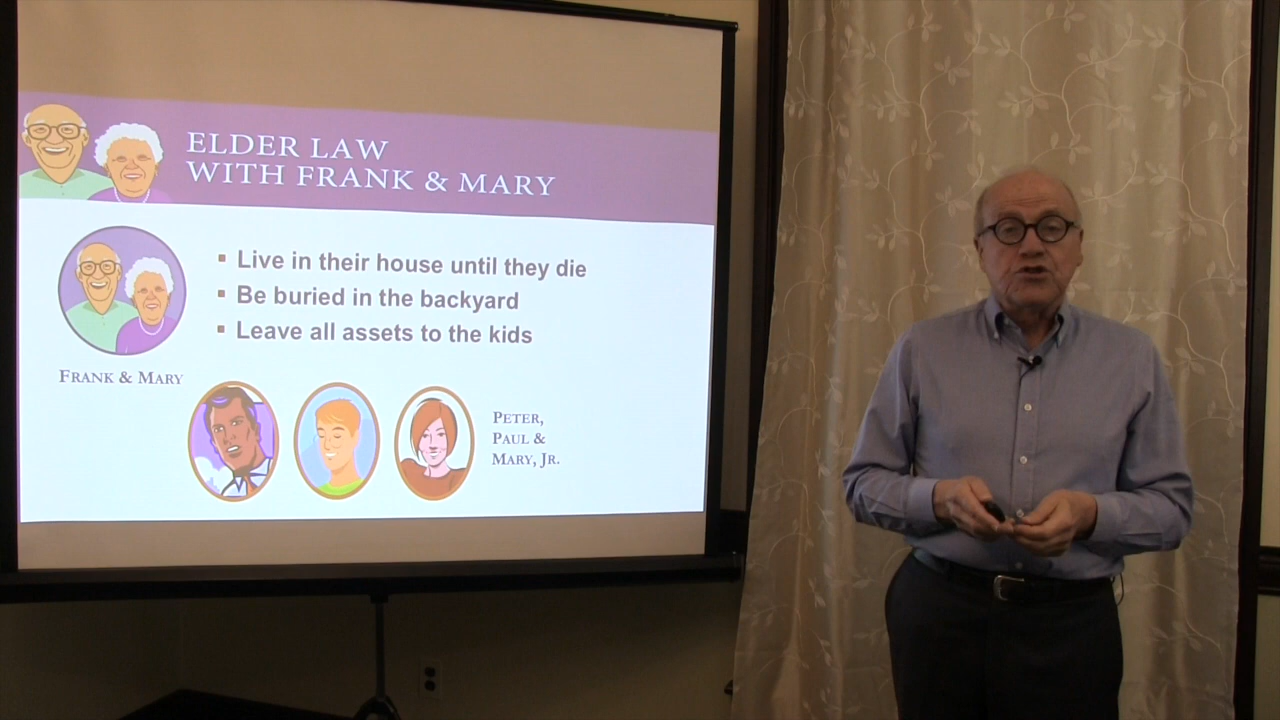 ELDER LAW
WITH FRANK & MARY
▪ Live in their house until they die
▪ Be buried in the backyard
▪ Leave all assets to the kids
FRANK & MARY
PETER,
PAUL &
MARY, JR.